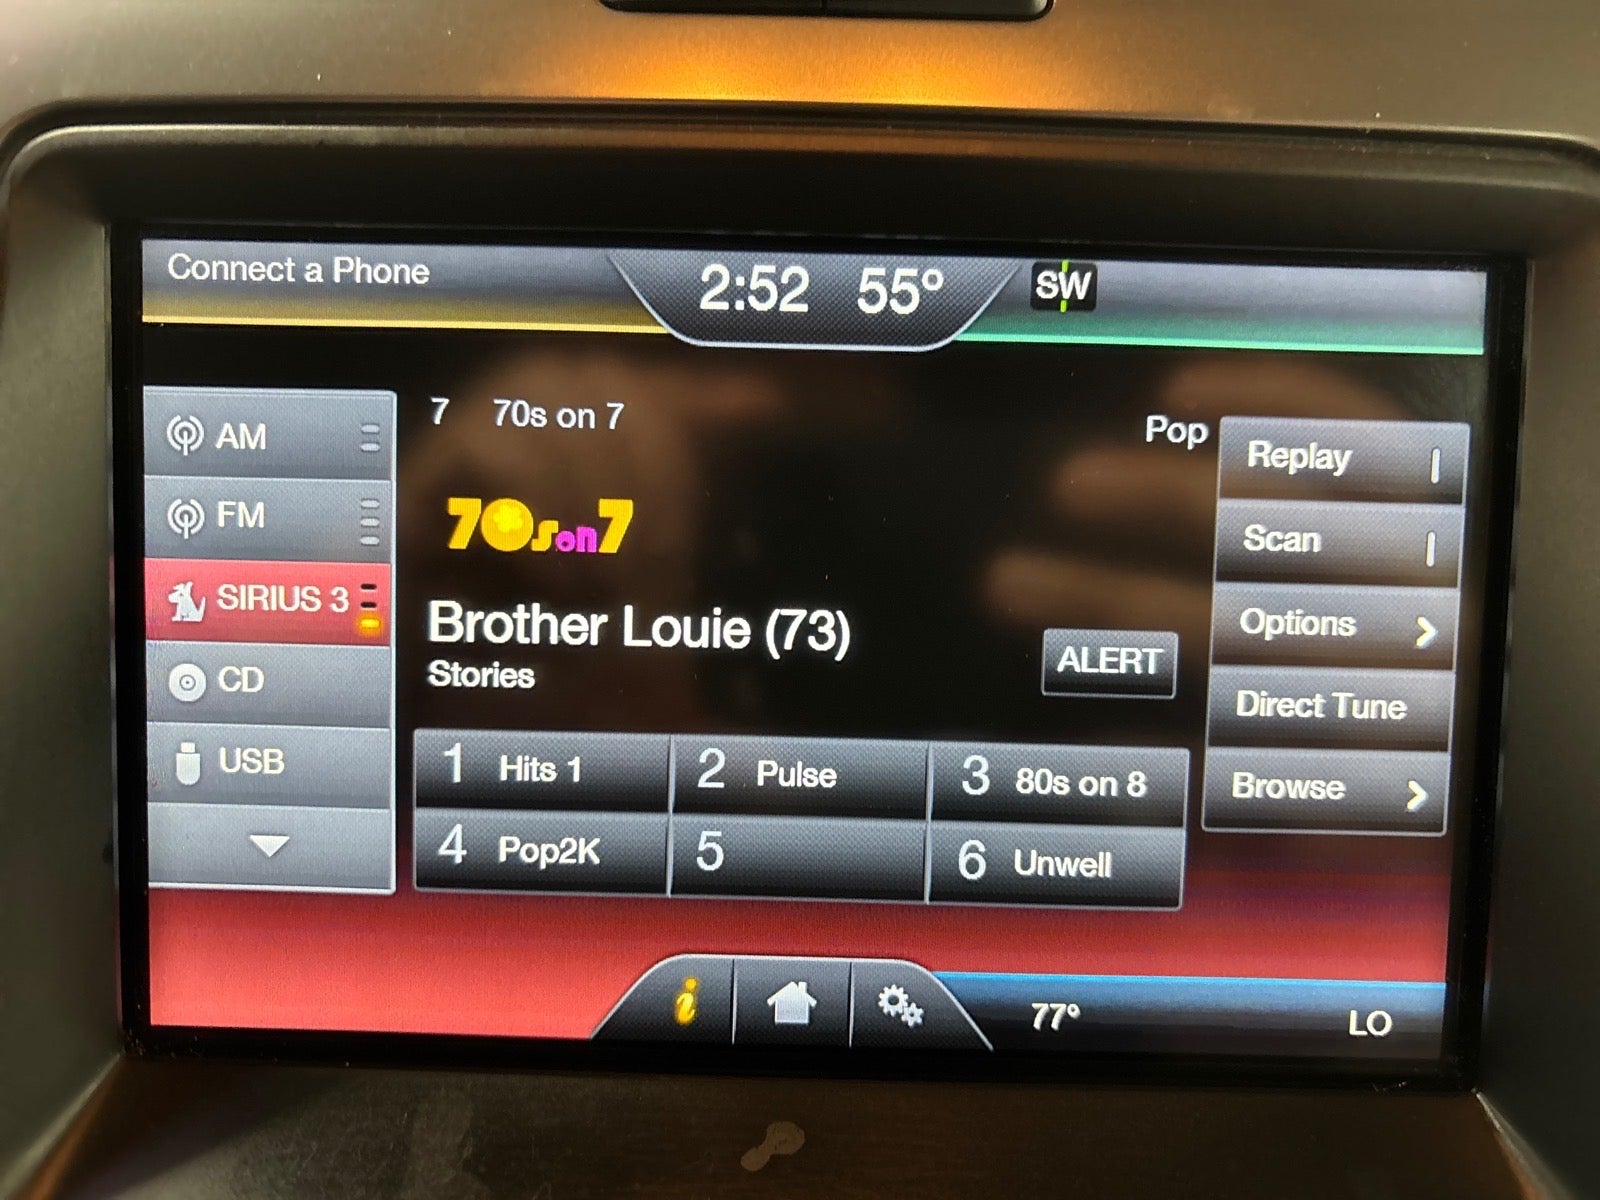 Connect a Phone
2:52 55°
SW
AM
FM
SIRIUS 3
CD
USB
7 70s on 7
Pop
70s on 7
Brother Louie (73)
Stories
ALERT
Replay
Scan
Options
Direct Tune
Browse
1 Hits 1
2 Pulse
3 80s on 8
4 Pop2K
5
6 Unwell
i
77°
LO